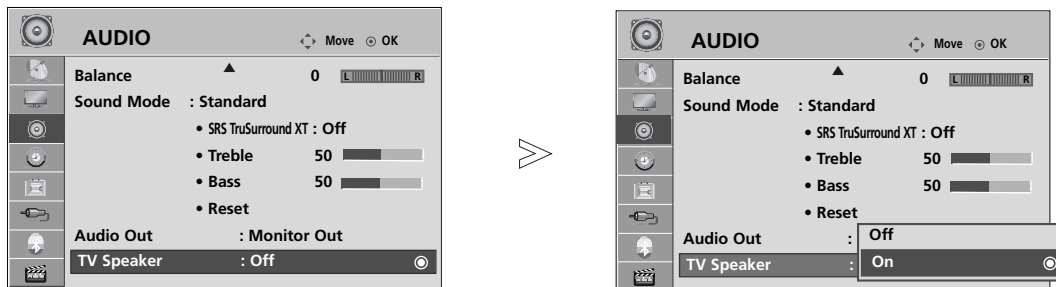 AUDIO
Move OK
Balance 0 L R
Sound Mode : Standard
• SRS TruSurround XT : Off
• Treble 50
• Bass 50
• Reset
Audio Out : Monitor Out
TV Speaker : Off
>
AUDIO
Move OK
Balance 0 L R
Sound Mode : Standard
• SRS TruSurround XT : Off
• Treble 50
• Bass 50
• Reset
Audio Out :
Off
TV Speaker :
On